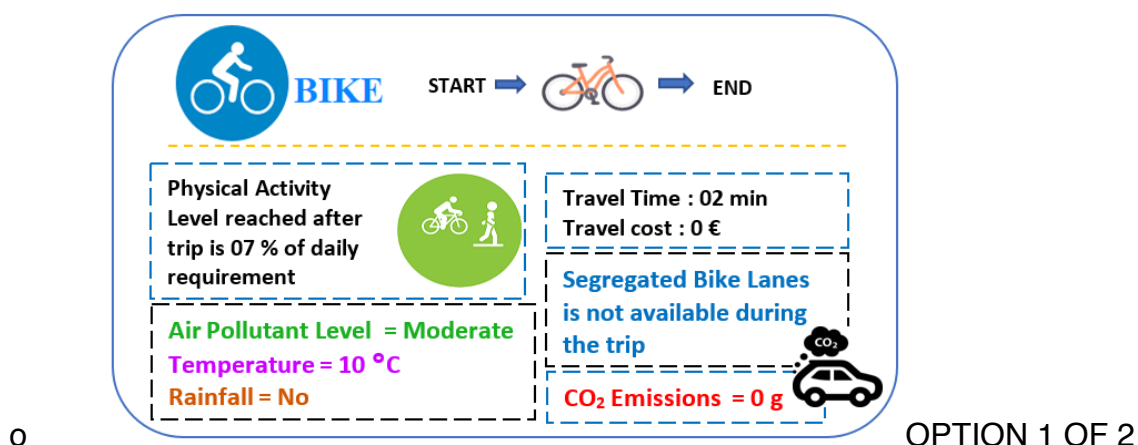 BIKE
START
END
Physical Activity
Level reached after
trip is 07 % of daily
requirement
Travel Time : 02 min
Travel cost : 0 €
Segregated Bike Lanes
is not available during
the trip
Air Pollutant Level = Moderate
Temperature = 10 °C
Rainfall = No
CO₂
CO₂ Emissions = 0 g
o
OPTION 1 OF 2